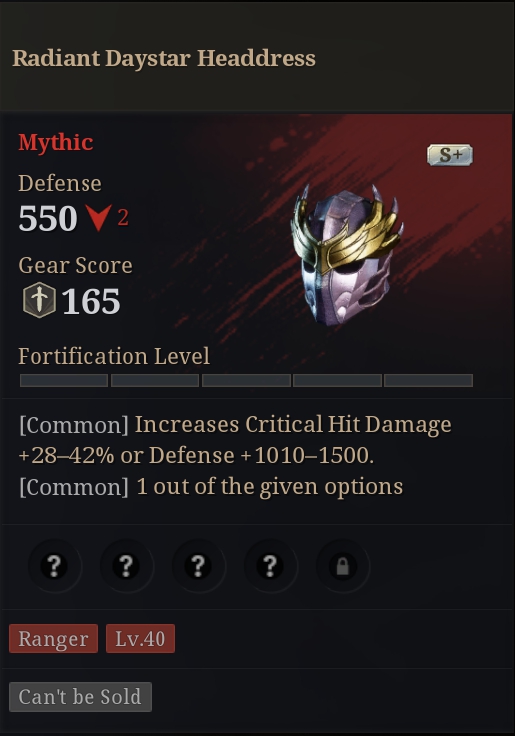 Radiant Daystar Headdress
Mythic
S+
Defense
550 2
Gear Score
165
Fortification Level
[Common] Increases Critical Hit Damage
+28–42% or Defense +1010–1500.
[Common] 1 out of the given options
? ? ? ?
Ranger Lv.40
Can't be Sold